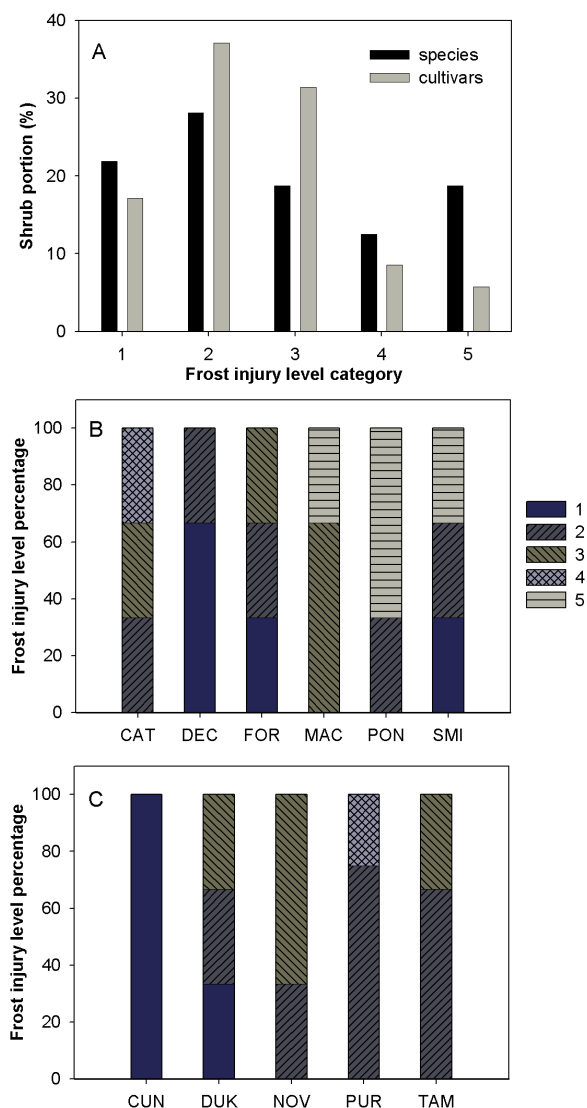 A
species
cultivars
40
30
20
10
0
Shrub portion (%)
1 2 3 4 5
Frost injury level category
B
100
80
60
40
20
0
Frost injury level percentage
CAT DEC FOR MAC PON SMI
1
2
3
4
5
C
100
80
60
40
20
0
Frost injury level percentage
CUN DUK NOV PUR TAM